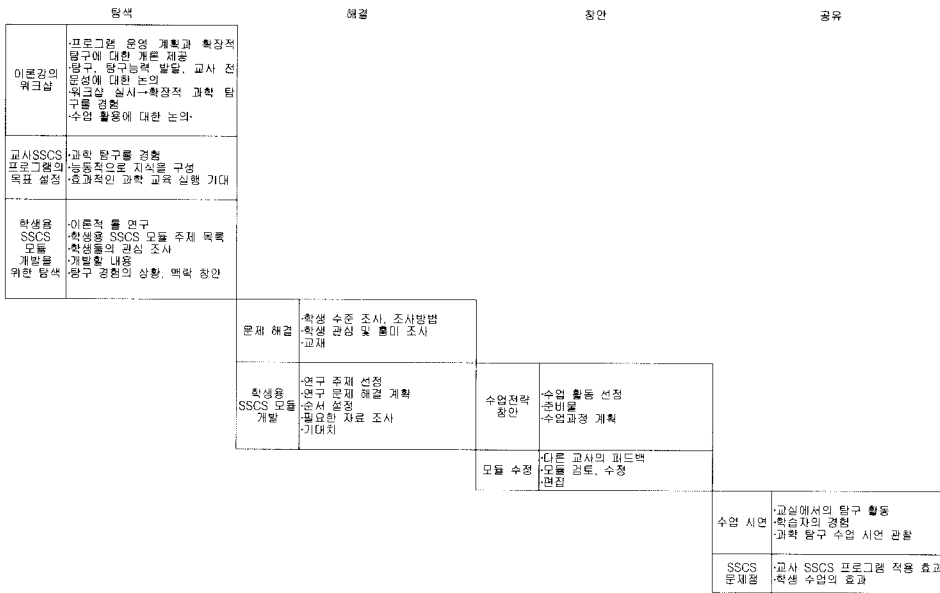 탐색 해결 창안 공유
이론강의
워크샵
·프로그램 운영 계획과 확장적
탐구에 대한 개론 제공
·탐구, 탐구능력 발달, 교사 전
문성에 대한 논의
·워크샵 실시→확장적 과학 탐
구를 경험
·수업 활용에 대한 논의·
교사SSCS
프로그램의
목표 설정
·과학 탐구를 경험
·능동적으로 지식을 구성
·효과적인 과학 교육 실행 기대
학생용
SSCS
모듈
개발을
위한 탐색
·이론적 틀 연구
·학생용 SSCS 모듈 주제 목록
·학생들의 관심 조사
·개발할 내용
·탐구 경험의 상황, 맥락 창안
문제 해결
·학생 수준 조사, 조사방법
·학생 관심 및 흥미 조사
·교재
학생용
SSCS 모듈
개발
·연구 주제 선정
·연구 문제 해결 계획
·순서 설정
·필요한 자료 조사
·기대치
수업전략
창안
·수업 활동 선정
·준비물
·수업과정 계획
모듈 수정
·다른 교사의 피드백
·모듈 검토, 수정
·편집
수업 시연
·교실에서의 탐구 활동
·학습자의 경험
·과학 탐구 수업 시연 관찰
SSCS
문제점
·교사 SSCS 프로그램 적용 효과
·학생 수업의 효과